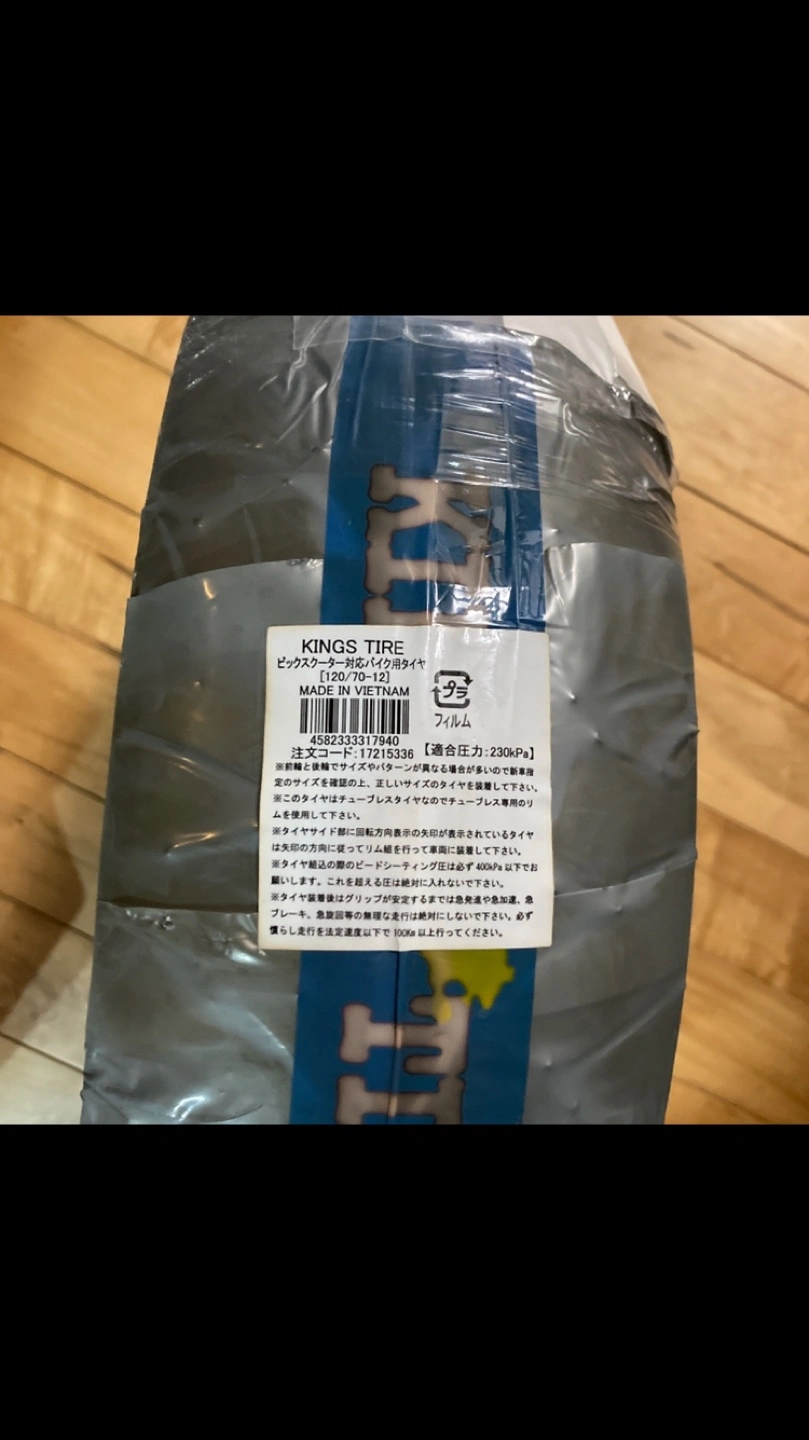 KINGS TIRE
ビックスクーター対応バイク用タイヤ
[120/70-12]
MADE IN VIETNAM
プラ
フィルム
4582333317940
注文コード:17215336 【適合圧力:230kPa】
※前輪と後輪でサイズやパターンが異なる場合が多いので新車指
定のサイズを確認の上、正しいサイズのタイヤを装着して下さい。
※このタイヤはチューブレスタイヤなのでチューブレス専用のリ
ムを使用して下さい。
※タイヤサイド部に回転方向表示の矢印が表示されているタイヤ
は矢印の方向に従ってリム組を行って車両に装着して下さい。
※タイヤ組込の際のビードシーティング圧は必ず400kPa以下でお
願いします。これを超える圧は絶対に入れないで下さい。
※タイヤ装着後はグリップが安定するまでは急発進や急加速、急
ブレーキ、急旋回等の無理な走行は絶対にしないで下さい。必ず
慣らし走行を法定速度以下で100Km以上行ってください。